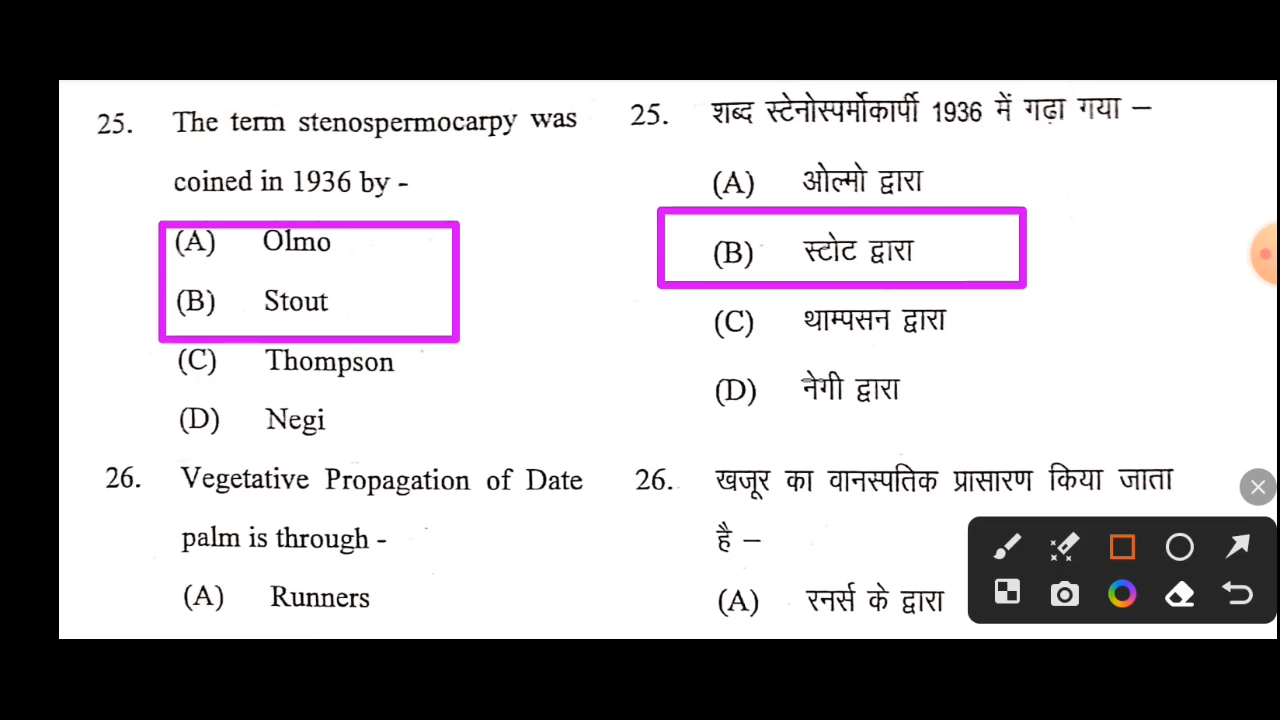 25. The term stenospermocarpy was
coined in 1936 by -
(A) Olmo
(B) Stout
(C) Thompson
(D) Negi
26. Vegetative Propagation of Date
palm is through -
(A) Runners
25. शब्द स्टेनोस्पर्मोकार्पी 1936 में गढ़ा गया –
(A) ओल्मो द्वारा
(B) स्टोट द्वारा
(C) थाम्पसन द्वारा
(D) नेगी द्वारा
26. खजूर का वानस्पतिक प्रासारण किया जाता
है –
(A) रनर्स के द्वारा